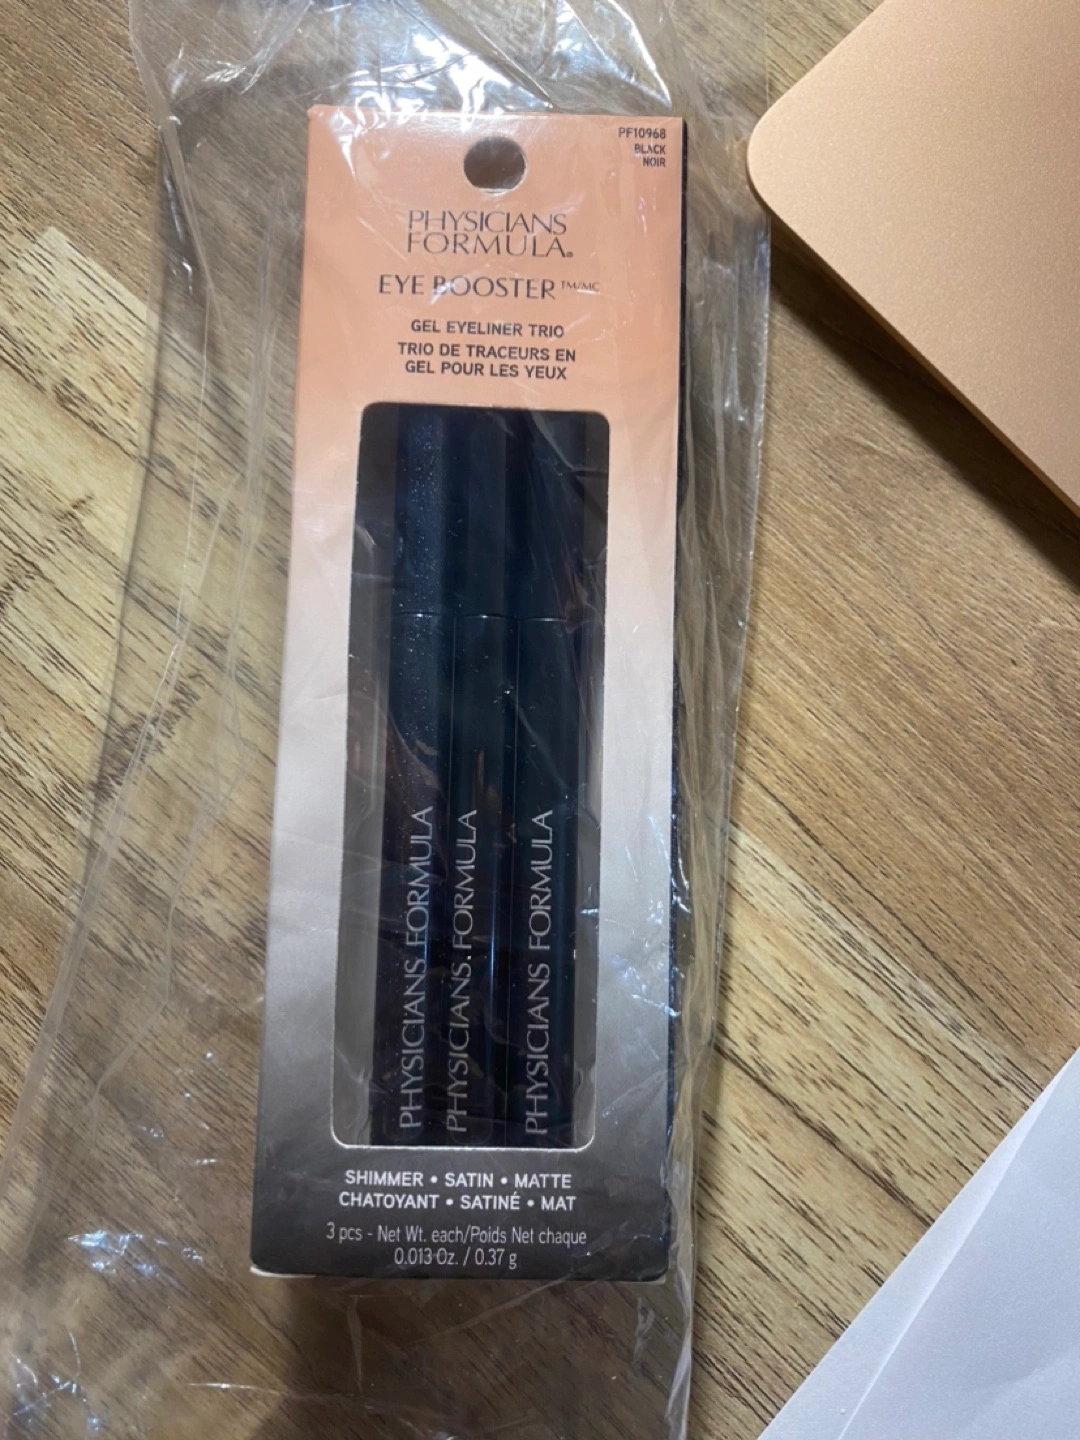 PF10968
BLACK
NOIR
PHYSICIANS
FORMULA®
EYE BOOSTER™/MC
GEL EYELINER TRIO
TRIO DE TRACEURS EN
GEL POUR LES YEUX
PHYSICIANS FORMULA
PHYSICIANS FORMULA
PHYSICIANS FORMULA
SHIMMER • SATIN • MATTE
CHATOYANT • SATINÉ • MAT
3 pcs - Net Wt. each/Poids Net chaque
0.013 Oz. / 0.37 g